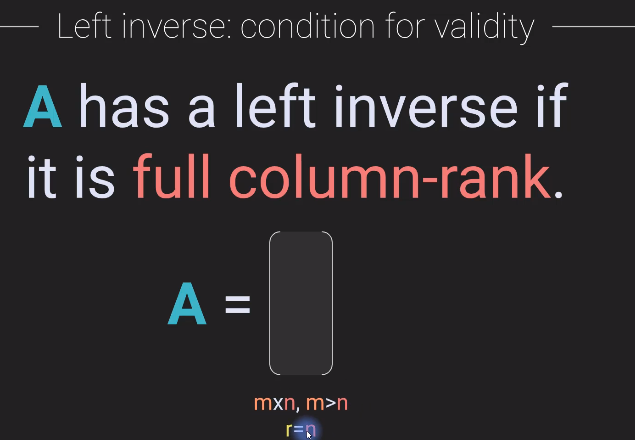 Left inverse: condition for validity
A has a left inverse if
it is full column-rank.
A =
mxn, m>n
r=n